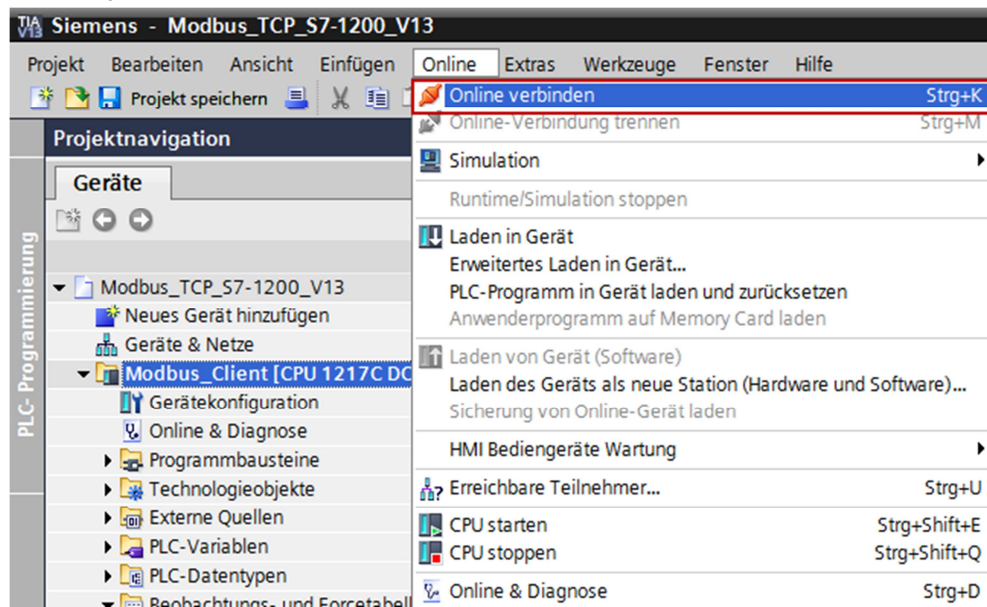 Siemens - Modbus_TCP_S7-1200_V13
Projekt Bearbeiten Ansicht Einfügen Online Extras Werkzeuge Fenster Hilfe
Projekt speichern
Projektnavigation
Geräte
PLC-Programmierung
Modbus_TCP_S7-1200_V13
Neues Gerät hinzufügen
Geräte & Netze
Modbus_Client [CPU 1217C DC
Gerätekonfiguration
Online & Diagnose
Programmbausteine
Technologieobjekte
Externe Quellen
PLC-Variablen
PLC-Datentypen
Beobachtungs- und Forcetabell
Online verbinden Strg+K
Online-Verbindung trennen Strg+M
Simulation
Runtime/Simulation stoppen
Laden in Gerät
Erweitertes Laden in Gerät...
PLC-Programm in Gerät laden und zurücksetzen
Anwenderprogramm auf Memory Card laden
Laden von Gerät (Software)
Laden des Geräts als neue Station (Hardware und Software)...
Sicherung von Online-Gerät laden
HMI Bediengeräte Wartung
Erreichbare Teilnehmer... Strg+U
CPU starten Strg+Shift+E
CPU stoppen Strg+Shift+Q
Online & Diagnose Strg+D